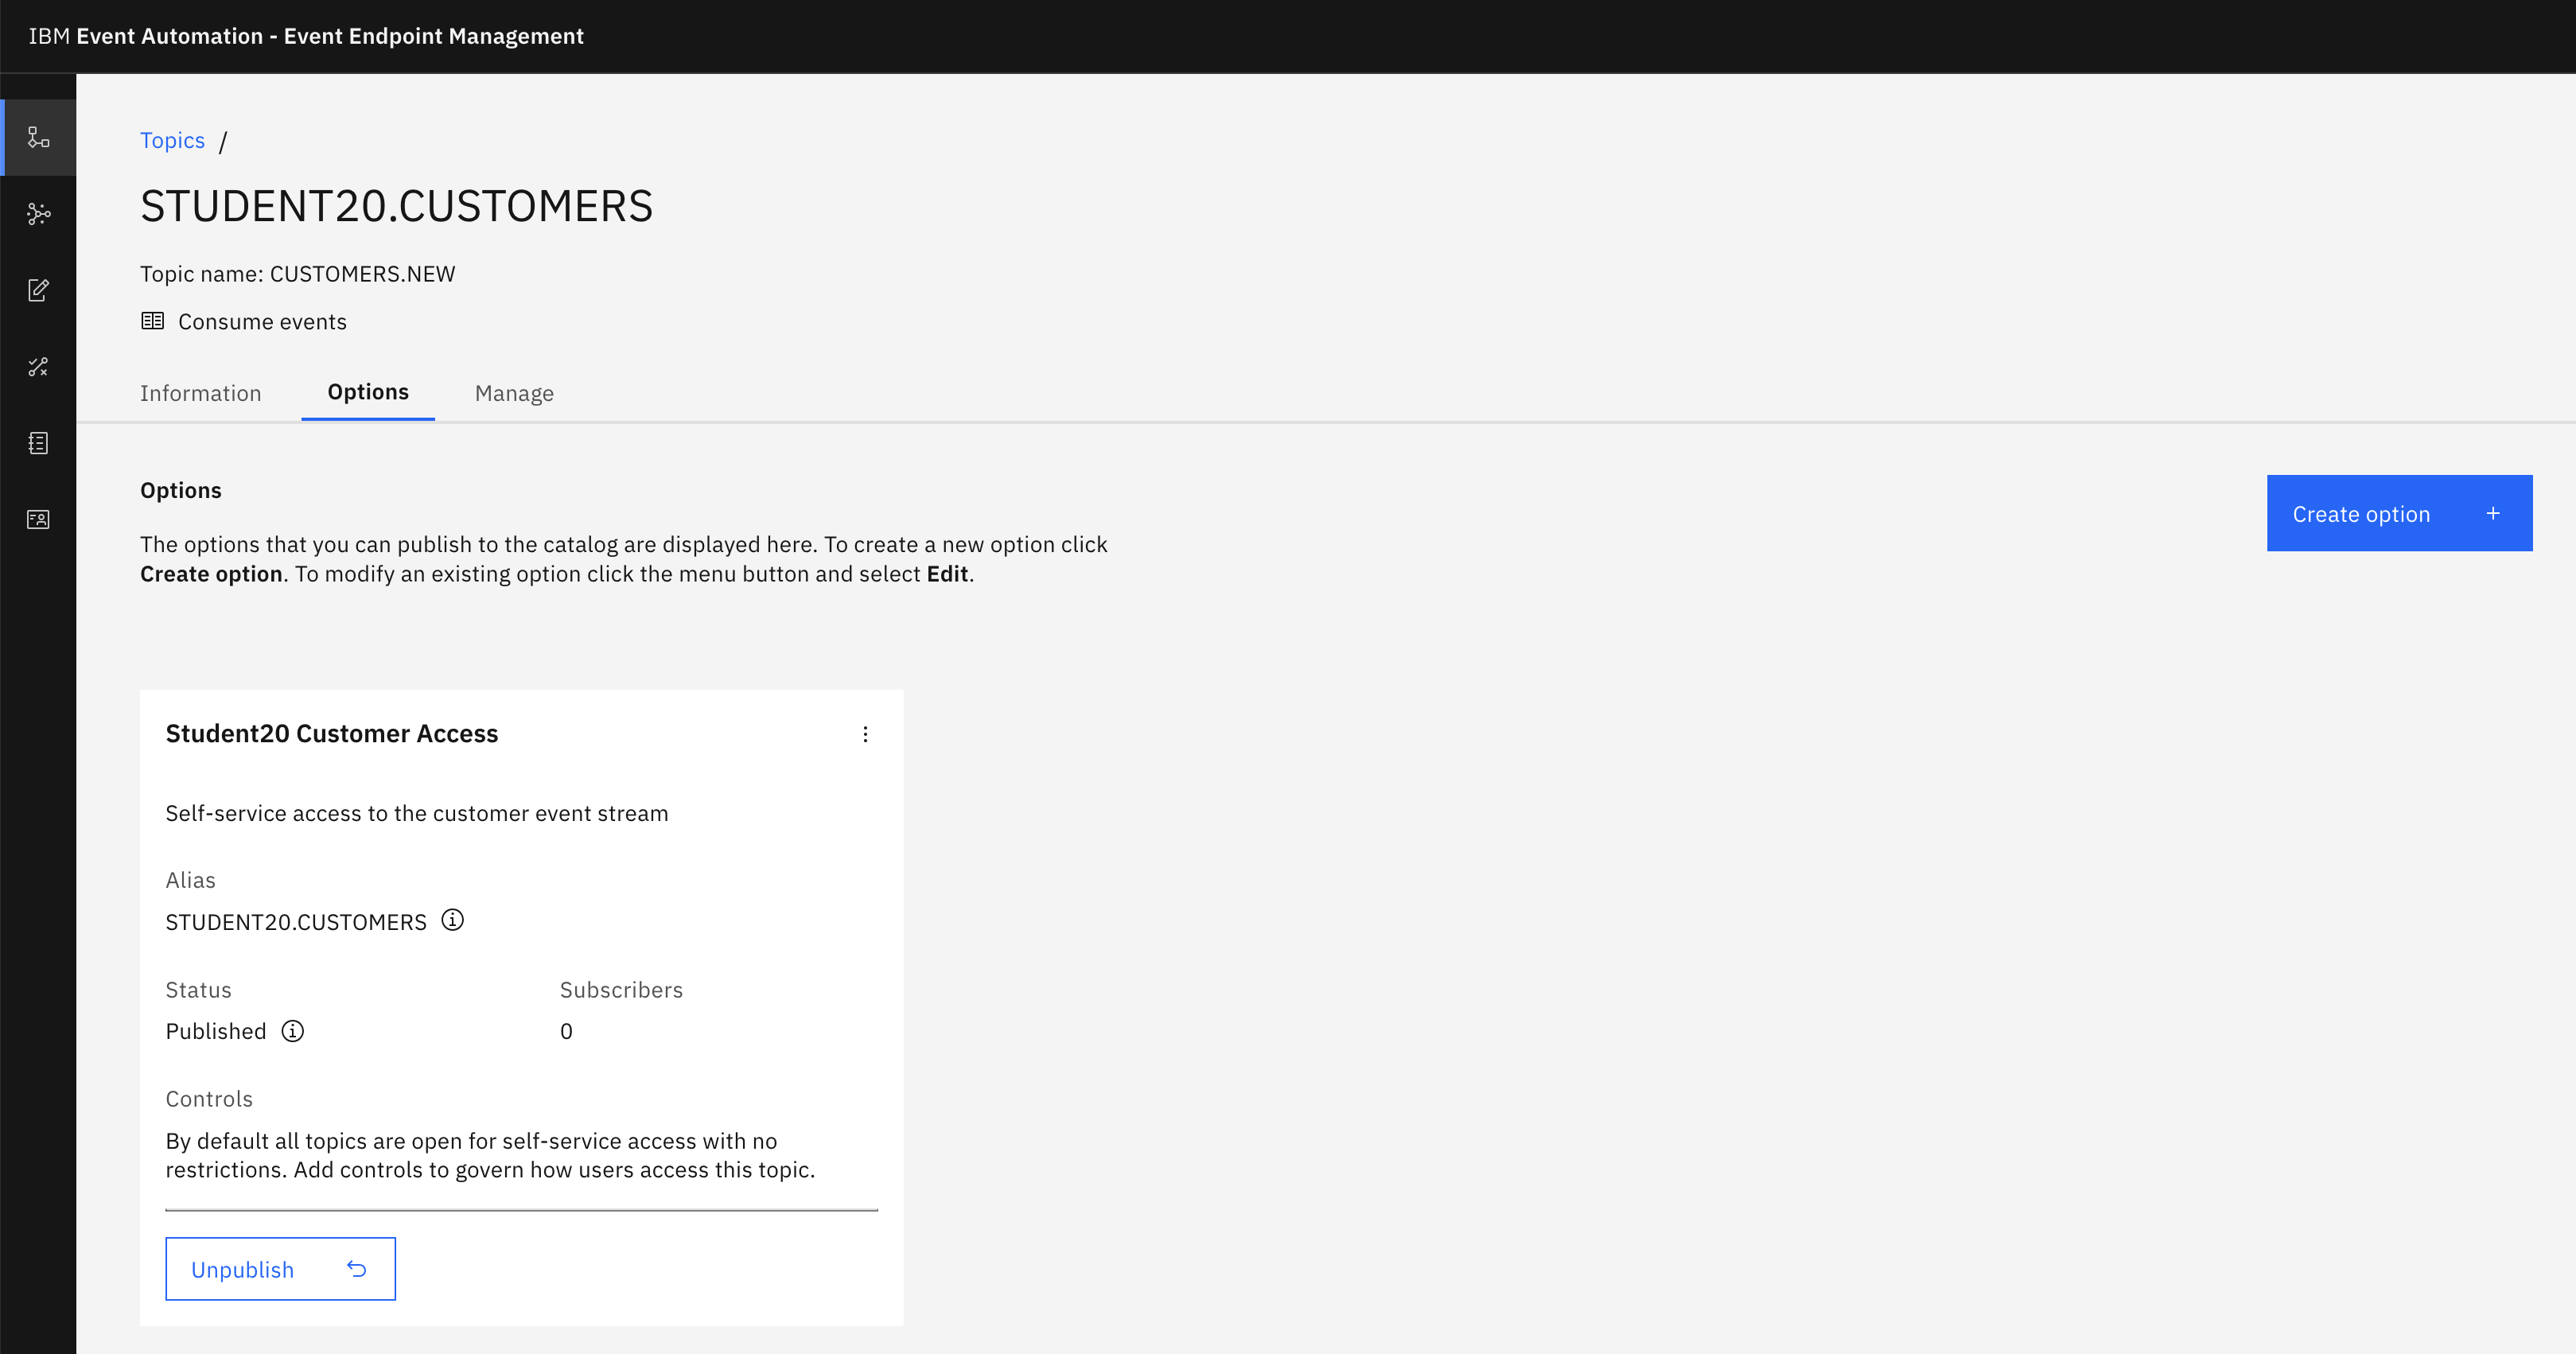 IBM Event Automation - Event Endpoint Management
Topics /
STUDENT20.CUSTOMERS
Topic name: CUSTOMERS.NEW
Consume events
Information Options Manage
Options
Create option +
The options that you can publish to the catalog are displayed here. To create a new option click
Create option. To modify an existing option click the menu button and select Edit.
Student20 Customer Access
Self-service access to the customer event stream
Alias
STUDENT20.CUSTOMERS
Status Subscribers
Published 0
Controls
By default all topics are open for self-service access with no
restrictions. Add controls to govern how users access this topic.
Unpublish